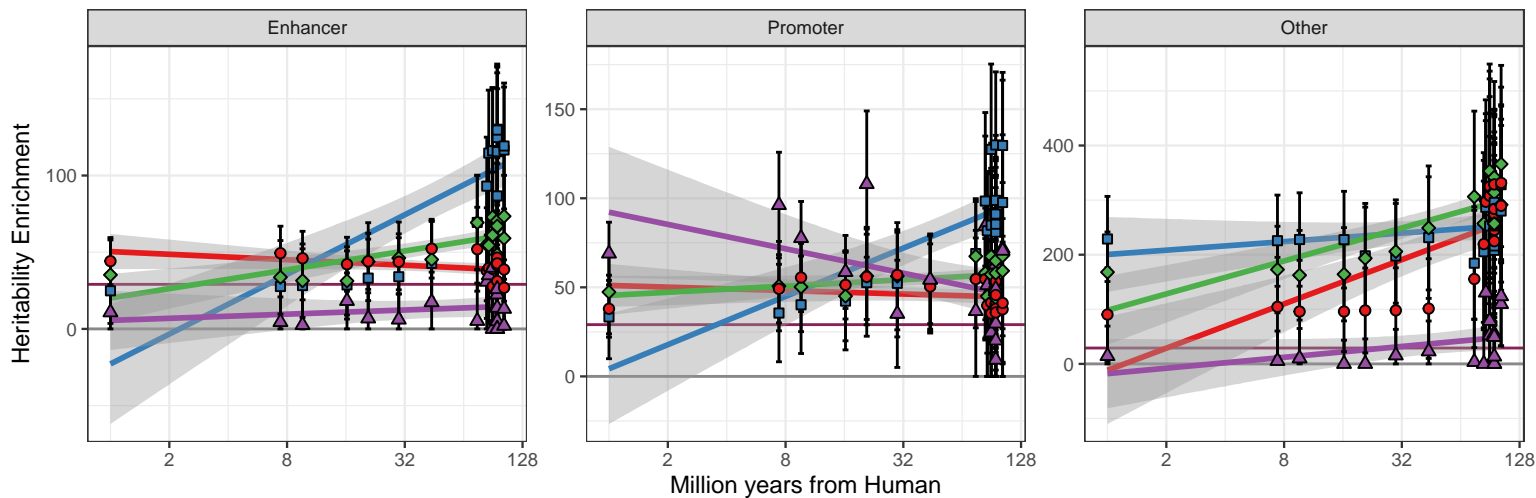 Enhancer
Promoter
Other
Heritability Enrichment
100
0
150
100
50
0
400
200
0
2 8 32 128
2 8 32 128
2 8 32 128
Million years from Human